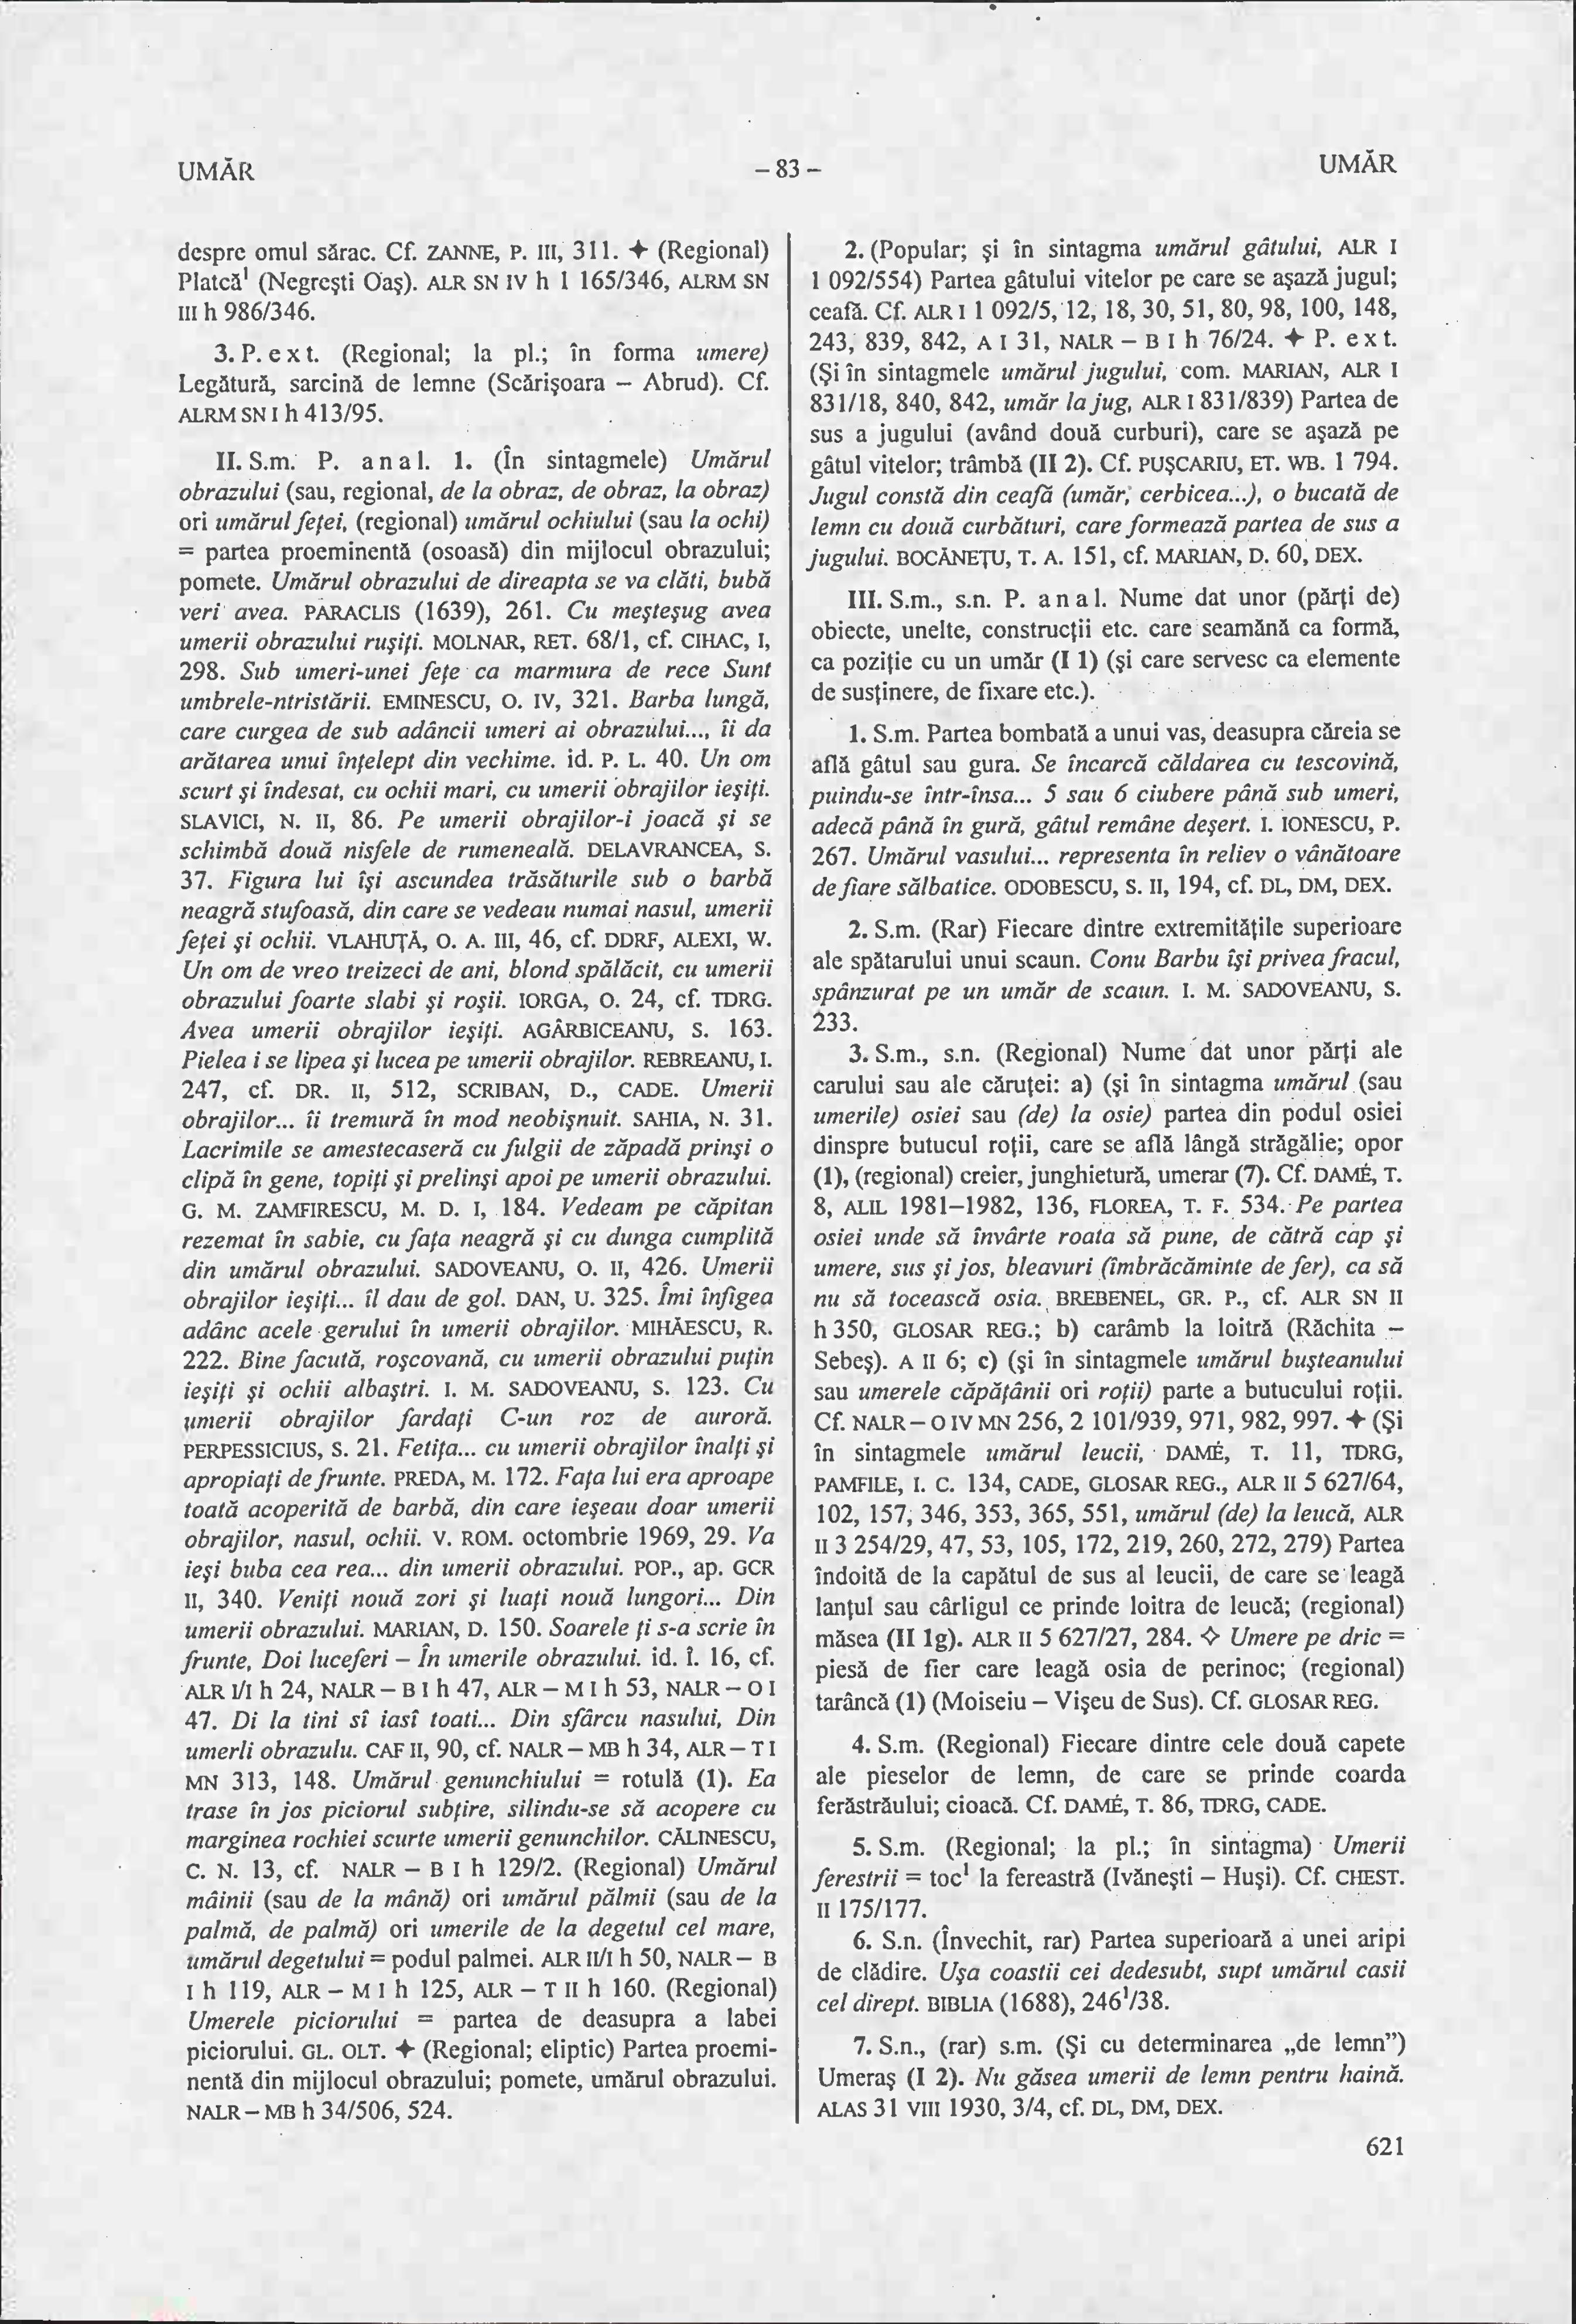 UMĂR
– 83 –
UMĂR
despre omul sărac. Cf. ZANNE, P. III, 311. ✦ (Regional)
Platcă¹ (Negreşti Oaş). ALR SN IV h 1 165/346, ALRM SN
III h 986/346.
3. P. e x t. (Regional; la pl.; în forma umere)
Legătură, sarcină de lemne (Scărişoara – Abrud). Cf.
ALRM SN I h 413/95.
II. S.m. P. a n a l. 1. (În sintagmele) Umărul
obrazului (sau, regional, de la obraz, de obraz, la obraz)
ori umărul feţei, (regional) umărul ochiului (sau la ochi)
= partea proeminentă (osoasă) din mijlocul obrazului;
pomete. Umărul obrazului de direapta se va clăti, bubă
veri avea. PARACLIS (1639), 261. Cu meşteşug avea
umerii obrazului ruşiţi. MOLNAR, RET. 68/1, cf. CIHAC, I,
298. Sub umeri-unei feţe ca marmura de rece Sunt
umbrele-ntristării. EMINESCU, O. IV, 321. Barba lungă,
care curgea de sub adâncii umeri ai obrazului..., îi da
arătarea unui înţelept din vechime. id. P. L. 40. Un om
scurt şi îndesat, cu ochii mari, cu umerii obrajilor ieşiţi.
SLAVICI, N. II, 86. Pe umerii obrajilor-i joacă şi se
schimbă două nisfele de rumeneală. DELAVRANCEA, S.
37. Figura lui îşi ascundea trăsăturile sub o barbă
neagră stufoasă, din care se vedeau numai nasul, umerii
feţei şi ochii. VLAHUŢĂ, O. A. III, 46, cf. DDRF, ALEXI, W.
Un om de vreo treizeci de ani, blond spălăcit, cu umerii
obrazului foarte slabi şi roşii. IORGA, O. 24, cf. TDRG.
Avea umerii obrajilor ieşiţi. AGÂRBICEANU, S. 163.
Pielea i se lipea şi lucea pe umerii obrajilor. REBREANU, I.
247, cf. DR. II, 512, SCRIBAN, D., CADE. Umerii
obrajilor... îi tremură în mod neobişnuit. SAHIA, N. 31.
Lacrimile se amestecaseră cu fulgii de zăpadă prinşi o
clipă în gene, topiţi şi prelinşi apoi pe umerii obrazului.
G. M. ZAMFIRESCU, M. D. I, 184. Vedeam pe căpitan
rezemat în sabie, cu faţa neagră şi cu dunga cumplită
din umărul obrazului. SADOVEANU, O. II, 426. Umerii
obrajilor ieşiţi... îl dau de gol. DAN, U. 325. Îmi înfigea
adânc acele gerului în umerii obrajilor. MIHĂESCU, R.
222. Bine facută, roşcovană, cu umerii obrazului puţin
ieşiţi şi ochii albaştri. I. M. SADOVEANU, S. 123. Cu
umerii obrajilor fardaţi C-un roz de auroră.
PERPESSICIUS, S. 21. Fetiţa... cu umerii obrajilor înalţi şi
apropiaţi de frunte. PREDA, M. 172. Faţa lui era aproape
toată acoperită de barbă, din care ieşeau doar umerii
obrajilor, nasul, ochii. V. ROM. octombrie 1969, 29. Va
ieşi buba cea rea... din umerii obrazului. POP., ap. GCR
II, 340. Veniţi nouă zori şi luaţi nouă lungori... Din
umerii obrazului. MARIAN, D. 150. Soarele ţi s-a scrie în
frunte, Doi luceferi – În umerile obrazului. id. Î. 16, cf.
ALR I/I h 24, NALR – B I h 47, ALR – M I h 53, NALR – O I
47. Di la tini sî iasî toati... Din sfârcu nasului, Din
umerli obrazulu. CAF II, 90, cf. NALR – MB h 34, ALR – T I
MN 313, 148. Umărul genunchiului = rotulă (1). Ea
trase în jos piciorul subţire, silindu-se să acopere cu
marginea rochiei scurte umerii genunchilor. CĂLINESCU,
C. N. 13, cf. NALR – B I h 129/2. (Regional) Umărul
mâinii (sau de la mână) ori umărul pălmii (sau de la
palmă, de palmă) ori umerile de la degetul cel mare,
umărul degetului = podul palmei. ALR II/I h 50, NALR – B
I h 119, ALR – M I h 125, ALR – T II h 160. (Regional)
Umerele piciorului = partea de deasupra a labei
piciorului. GL. OLT. ✦ (Regional; eliptic) Partea proemi-
nentă din mijlocul obrazului; pomete, umărul obrazului.
NALR – MB h 34/506, 524.
2. (Popular; şi în sintagma umărul gâtului, ALR I
1 092/554) Partea gâtului vitelor pe care se aşază jugul;
ceafă. Cf. ALR I 1 092/5, 12, 18, 30, 51, 80, 98, 100, 148,
243, 839, 842, A I 31, NALR – B I h 76/24. ✦ P. e x t.
(Şi în sintagmele umărul jugului, com. MARIAN, ALR I
831/18, 840, 842, umăr la jug, ALR I 831/839) Partea de
sus a jugului (având două curburi), care se aşază pe
gâtul vitelor; trâmbă (II 2). Cf. PUŞCARIU, ET. WB. 1 794.
Jugul constă din ceafă (umăr, cerbicea...), o bucată de
lemn cu două curbături, care formează partea de sus a
jugului. BOCĂNEŢU, T. A. 151, cf. MARIAN, D. 60, DEX.
III. S.m., s.n. P. a n a l. Nume dat unor (părţi de)
obiecte, unelte, construcţii etc. care seamănă ca formă,
ca poziţie cu un umăr (I 1) (şi care servesc ca elemente
de susţinere, de fixare etc.).
1. S.m. Partea bombată a unui vas, deasupra căreia se
află gâtul sau gura. Se încarcă căldarea cu tescovină,
puindu-se într-însa... 5 sau 6 ciubere până sub umeri,
adecă până în gură, gâtul remâne deşert. I. IONESCU, P.
267. Umărul vasului... representa în reliev o vânătoare
de fiare sălbatice. ODOBESCU, S. II, 194, cf. DL, DM, DEX.
2. S.m. (Rar) Fiecare dintre extremităţile superioare
ale spătarului unui scaun. Conu Barbu îşi privea fracul,
spânzurat pe un umăr de scaun. I. M. SADOVEANU, S.
233.
3. S.m., s.n. (Regional) Nume dat unor părţi ale
carului sau ale căruţei: a) (şi în sintagma umărul (sau
umerile) osiei sau (de) la osie) partea din podul osiei
dinspre butucul roţii, care se află lângă străgălie; opor
(1), (regional) creier, junghietură, umerar (7). Cf. DAMÉ, T.
8, ALIL 1981–1982, 136, FLOREA, T. F. 534. Pe partea
osiei unde să învârte roata să pune, de cătră cap şi
umere, sus şi jos, bleavuri (îmbrăcăminte de fer), ca să
nu să tocească osia. BREBENEL, GR. P., cf. ALR SN II
h 350, GLOSAR REG.; b) carâmb la loitră (Răchita –
Sebeş). A II 6; c) (şi în sintagmele umărul buşteanului
sau umerele căpăţânii ori roţii) parte a butucului roţii.
Cf. NALR – O IV MN 256, 2 101/939, 971, 982, 997. ✦ (Şi
în sintagmele umărul leucii, DAMÉ, T. 11, TDRG,
PAMFILE, I. C. 134, CADE, GLOSAR REG., ALR II 5 627/64,
102, 157, 346, 353, 365, 551, umărul (de) la leucă, ALR
II 3 254/29, 47, 53, 105, 172, 219, 260, 272, 279) Partea
îndoită de la capătul de sus al leucii, de care se leagă
lanţul sau cârligul ce prinde loitra de leucă; (regional)
măsea (II 1g). ALR II 5 627/27, 284. ✧ Umere pe dric =
piesă de fier care leagă osia de perinoc; (regional)
tarâncă (1) (Moiseiu – Vişeu de Sus). Cf. GLOSAR REG.
4. S.m. (Regional) Fiecare dintre cele două capete
ale pieselor de lemn, de care se prinde coarda
ferăstrăului; cioacă. Cf. DAMÉ, T. 86, TDRG, CADE.
5. S.m. (Regional; la pl.; în sintagma) Umerii
ferestrii = toc¹ la fereastră (Ivăneşti – Huşi). Cf. CHEST.
II 175/177.
6. S.n. (Învechit, rar) Partea superioară a unei aripi
de clădire. Uşa coastii cei dedesubt, supt umărul casii
cel dirept. BIBLIA (1688), 246¹/38.
7. S.n., (rar) s.m. (Şi cu determinarea „de lemn”)
Umeraş (I 2). Nu găsea umerii de lemn pentru haină.
ALAS 31 VIII 1930, 3/4, cf. DL, DM, DEX.
621